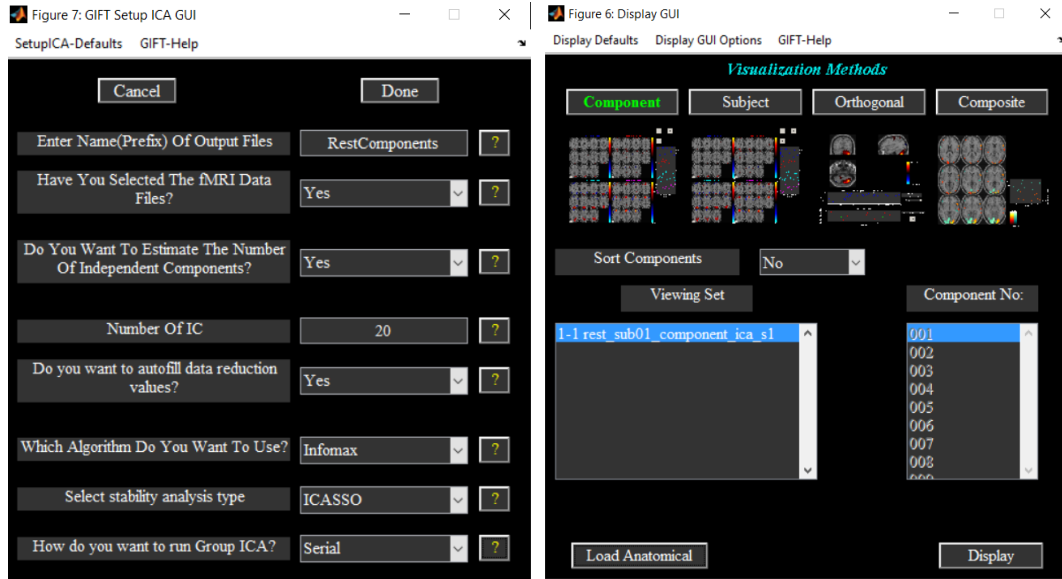 Figure 7: GIFT Setup ICA GUI
SetupICA-Defaults GIFT-Help
Cancel Done
Enter Name(Prefix) Of Output Files RestComponents ?
Have You Selected The fMRI Data
Files?
Yes ?
Do You Want To Estimate The Number
Of Independent Components?
Yes ?
Number Of IC 20 ?
Do you want to autofill data reduction
values?
Yes ?
Which Algorithm Do You Want To Use? Infomax ?
Select stability analysis type ICASSO ?
How do you want to run Group ICA? Serial ?
Figure 6: Display GUI
Display Defaults Display GUI Options GIFT-Help
Visualization Methods
Component Subject Orthogonal Composite
Sort Components No
Viewing Set Component No:
1-1 rest_sub01_component_ica_s1
001
002
003
004
005
006
007
008
009
Load Anatomical Display